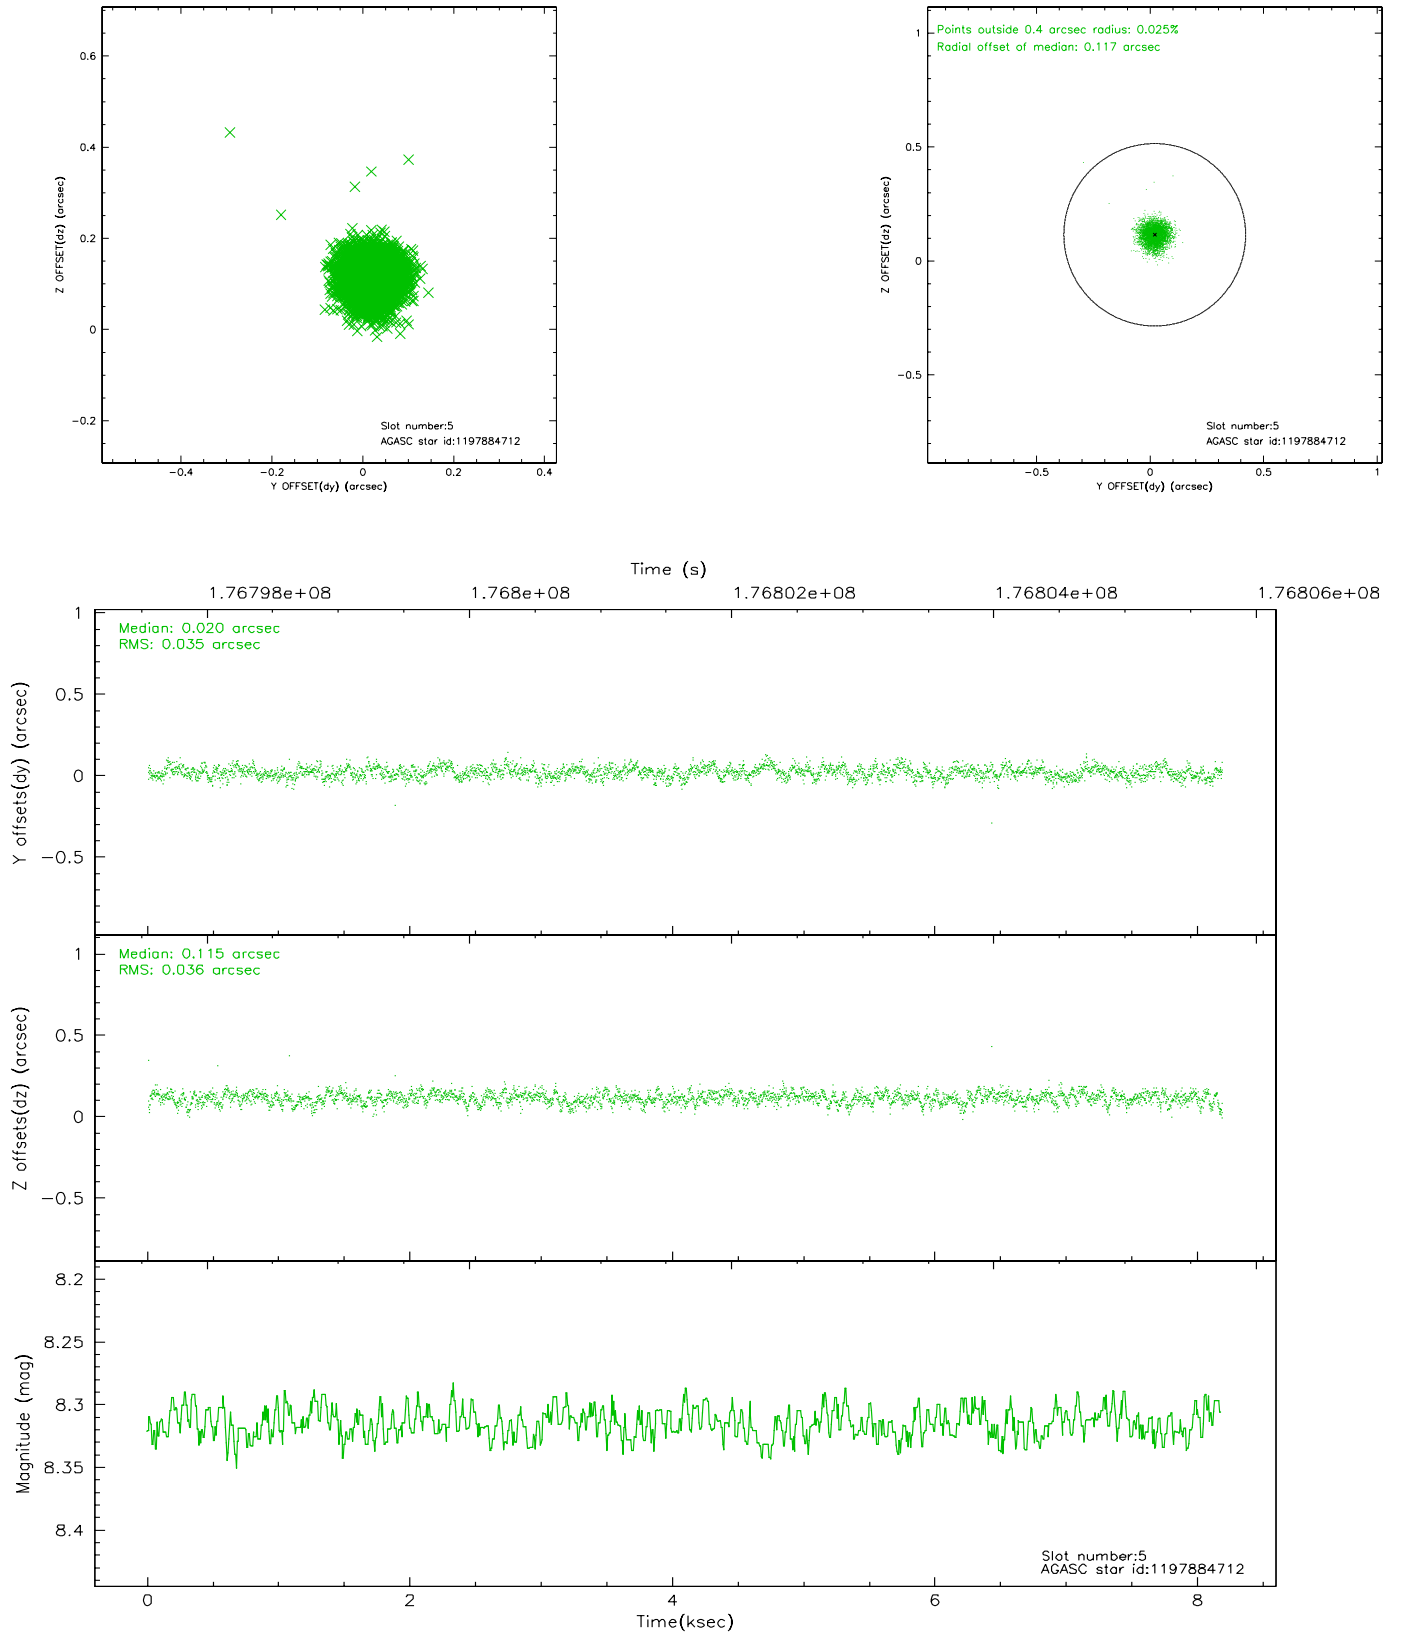 0.6
0.4
0.2
0
−0.2
Z OFFSET(dz) (arcsec)
Slot number:5
AGASC star id:1197884712
−0.4 −0.2 0 0.2 0.4
Y OFFSET(dy) (arcsec)
Points outside 0.4 arcsec radius: 0.025%
Radial offset of median: 0.117 arcsec
1
0.5
0
−0.5
Z OFFSET(dz) (arcsec)
Slot number:5
AGASC star id:1197884712
−0.5 0 0.5 1
Y OFFSET(dy) (arcsec)
Time (s)
1.76798e+08 1.768e+08 1.76802e+08 1.76804e+08 1.76806e+08
Median: 0.020 arcsec
RMS: 0.035 arcsec
1
0.5
0
−0.5
Y offsets(dy) (arcsec)
Median: 0.115 arcsec
RMS: 0.036 arcsec
1
0.5
0
−0.5
Z offsets(dz) (arcsec)
8.2
8.25
8.3
8.35
8.4
Magnitude (mag)
Slot number:5
AGASC star id:1197884712
0 2 4 6 8
Time(ksec)